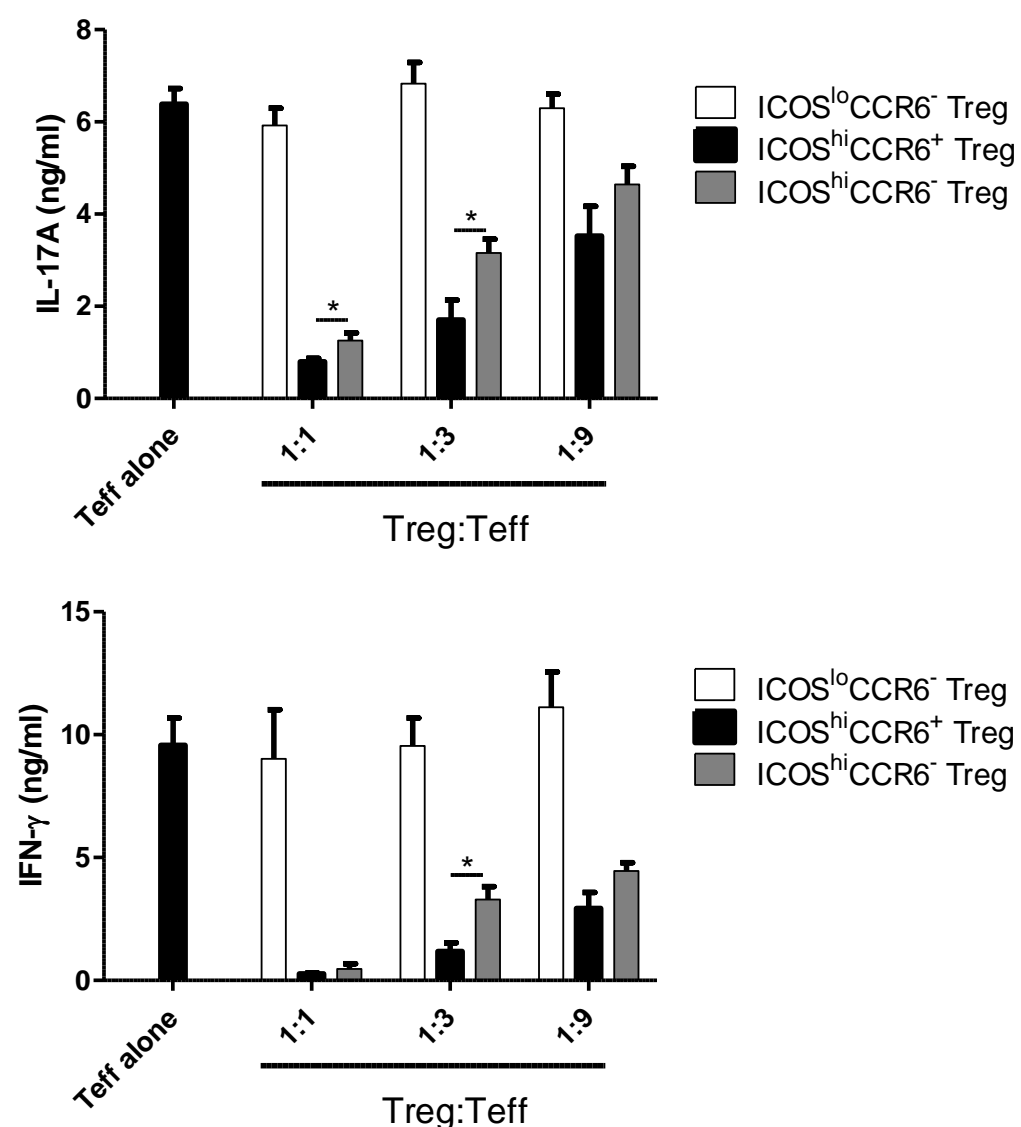 8
6
4
2
0
IL-17A (ng/ml)
*
*
Teff alone
1:1
1:3
1:9
Treg:Teff
ICOSˡᵒCCR6⁻ Treg
ICOSʰⁱCCR6⁺ Treg
ICOSʰⁱCCR6⁻ Treg
15
10
5
0
IFN-γ (ng/ml)
*
Teff alone
1:1
1:3
1:9
Treg:Teff
ICOSˡᵒCCR6⁻ Treg
ICOSʰⁱCCR6⁺ Treg
ICOSʰⁱCCR6⁻ Treg